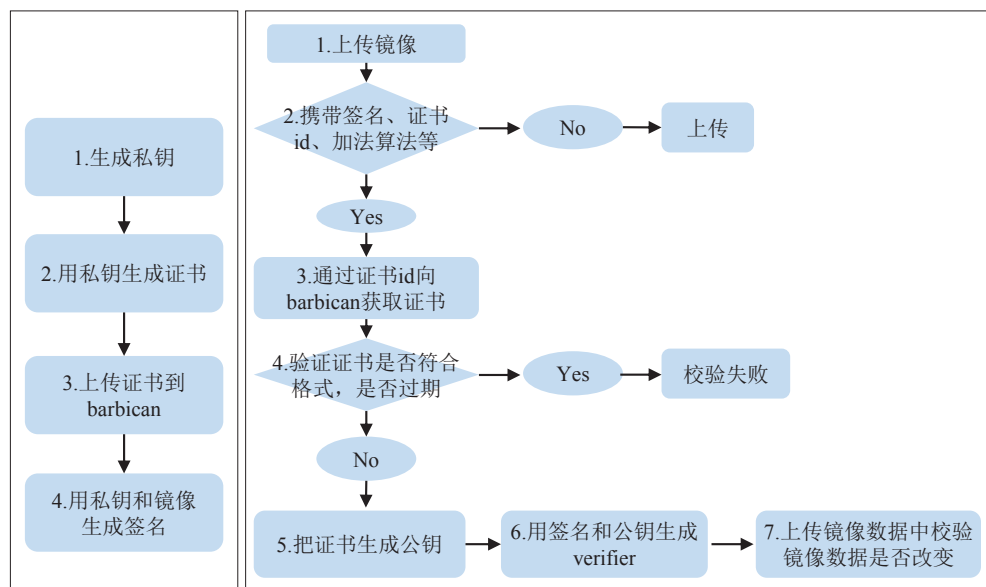 1.生成私钥
2.用私钥生成证书
3.上传证书到
barbican
4.用私钥和镜像
生成签名
1.上传镜像
2.携带签名、证书
id、加法算法等
No
上传
Yes
3.通过证书id向
barbican获取证书
4.验证证书是否符合
格式，是否过期
Yes
校验失败
No
5.把证书生成公钥
6.用签名和公钥生成
verifier
7.上传镜像数据中校验
镜像数据是否改变